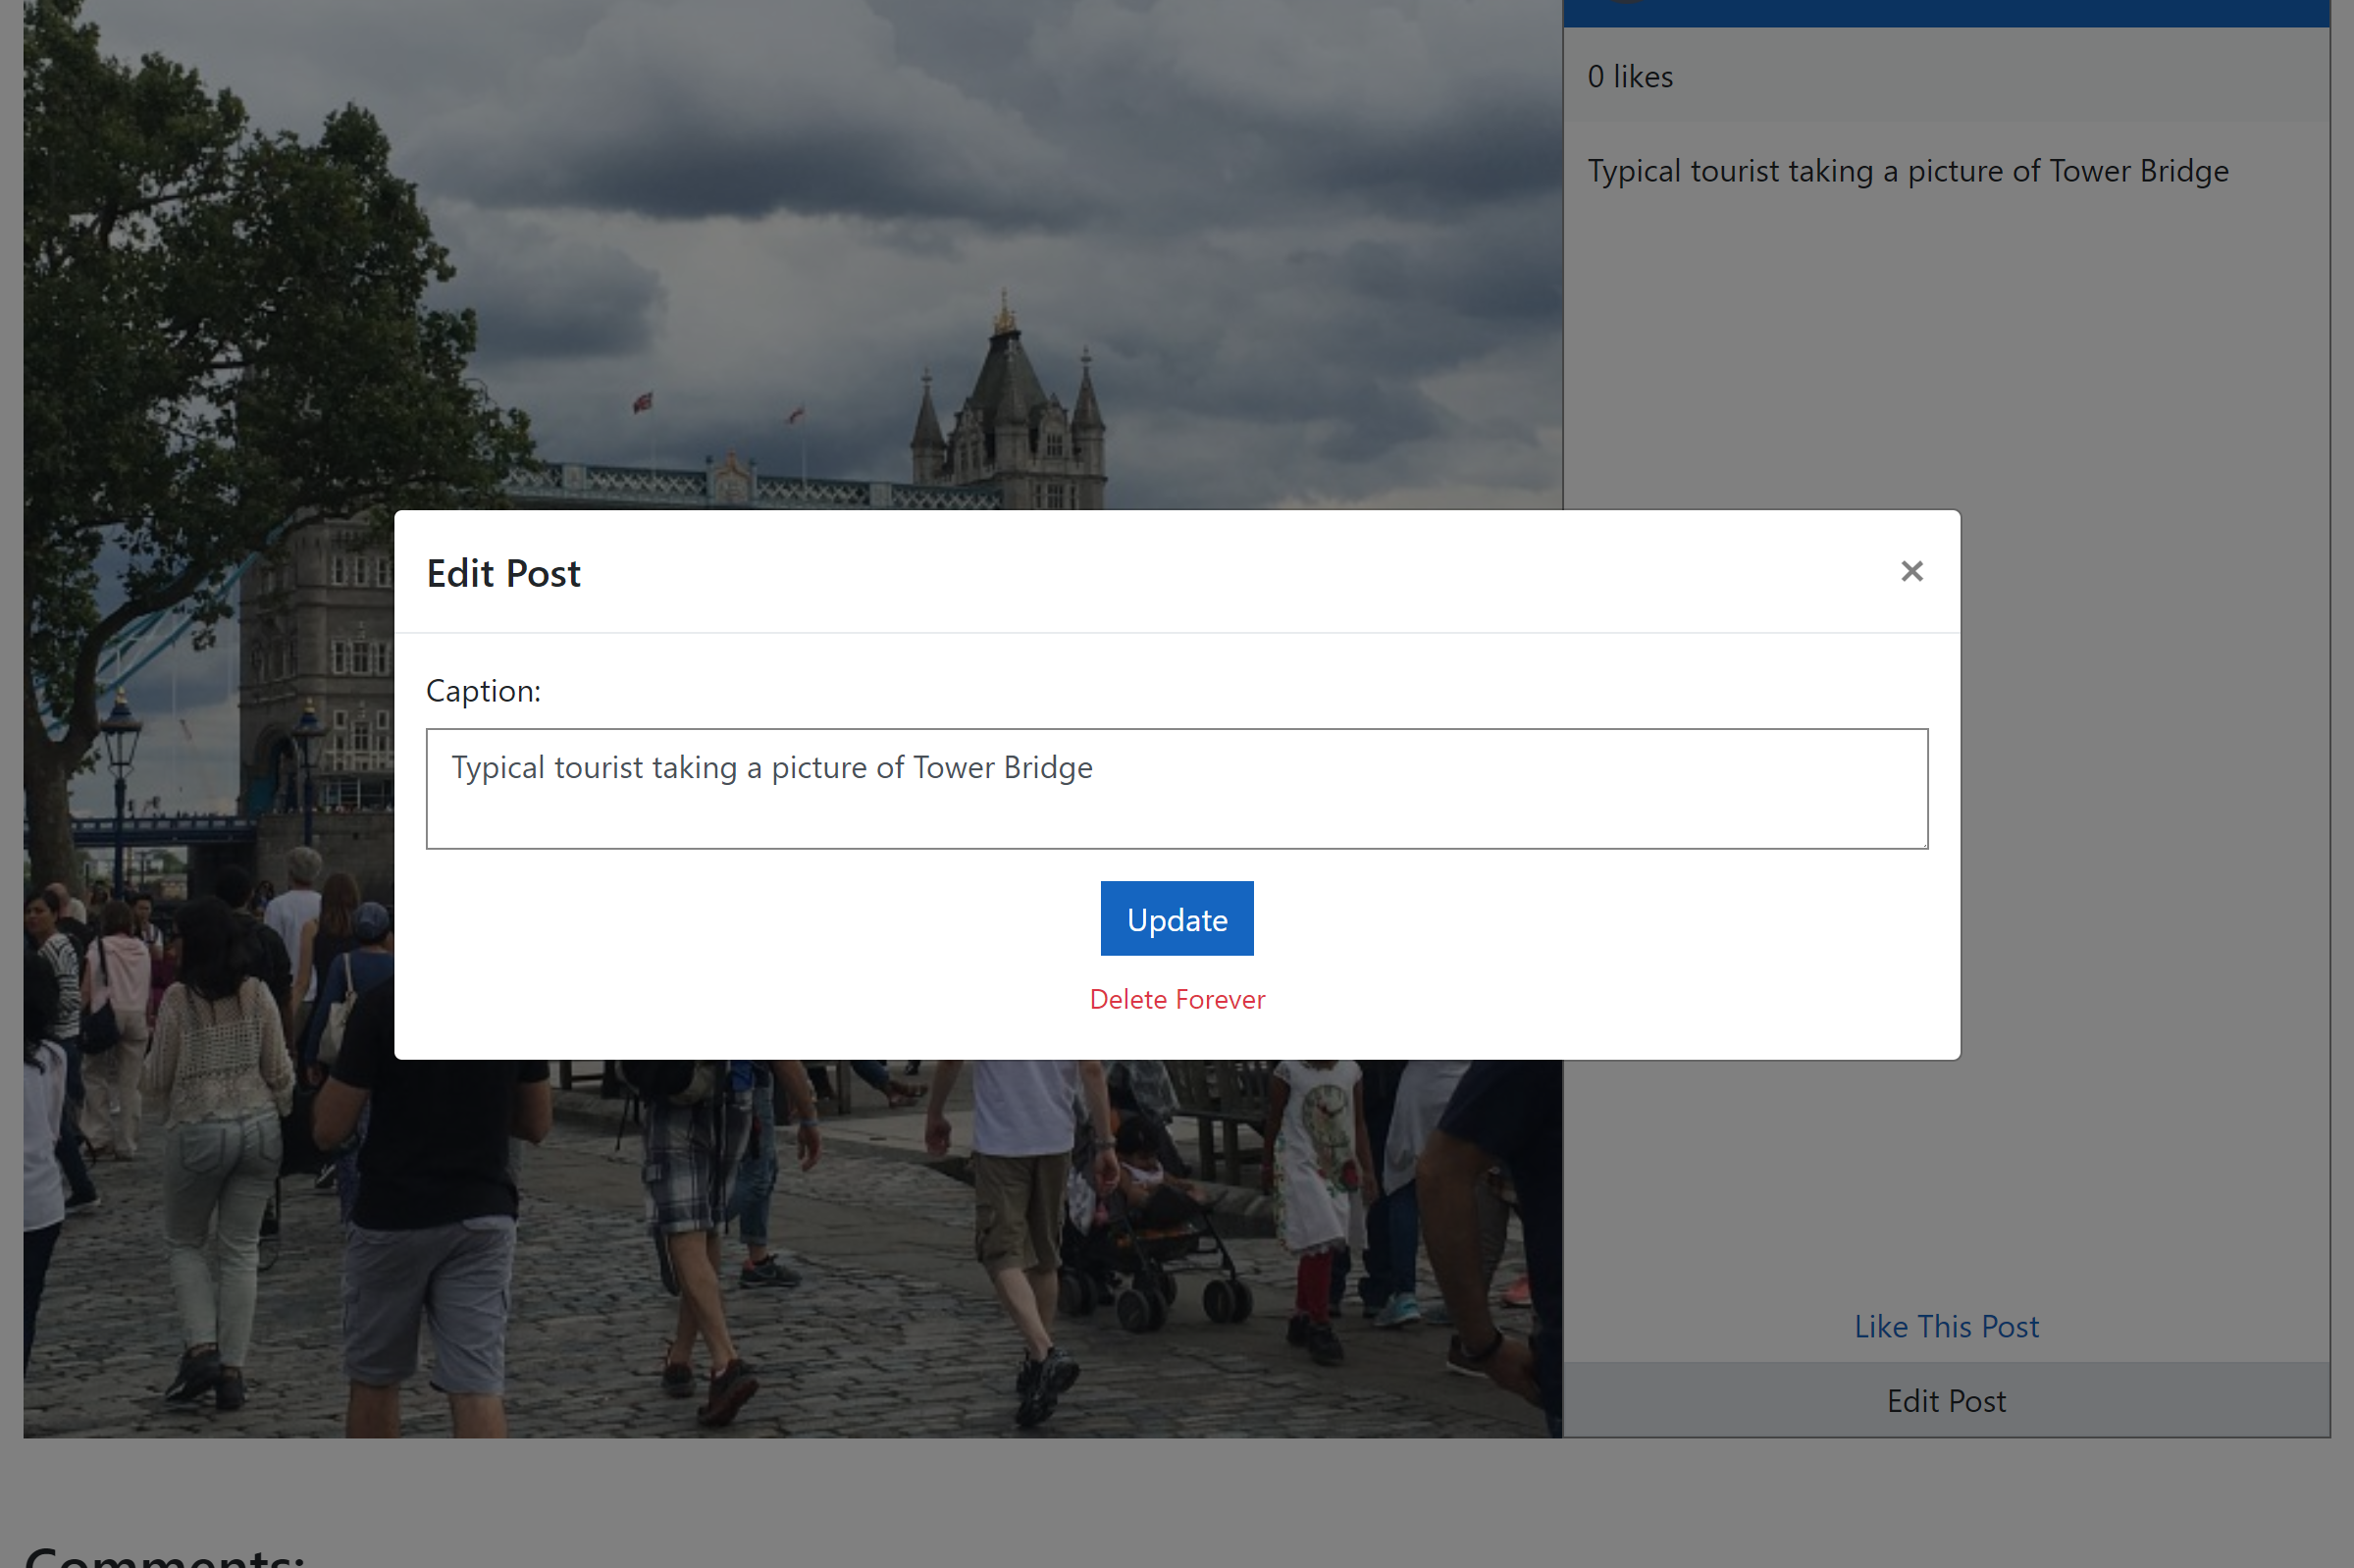 0 likes
Typical tourist taking a picture of Tower Bridge
Edit Post
×
Caption:
Typical tourist taking a picture of Tower Bridge
Update
Delete Forever
Like This Post
Edit Post
Comments: